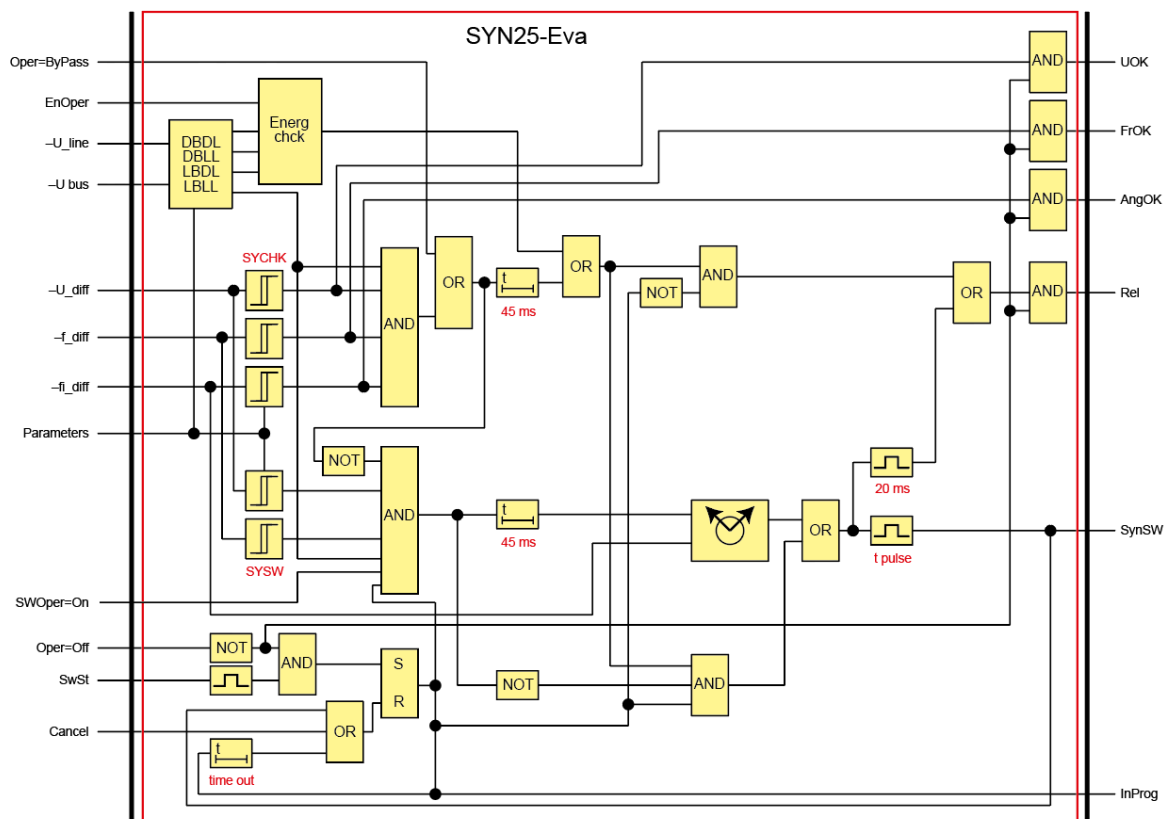 SYN25-Eva
Oper=ByPass
EnOper
–U_line
–U bus
–U_diff
–f_diff
–fi_diff
Parameters
SWOper=On
Oper=Off
SwSt
Cancel
DBDL
DBLL
LBDL
LBLL
Energ
chck
SYCHK
SYSW
AND
OR
t
45 ms
OR
NOT
AND
OR
AND
AND
AND
AND
UOK
FrOK
AngOK
Rel
NOT
AND
t
45 ms
OR
20 ms
t pulse
SynSW
NOT
AND
S
R
NOT
AND
OR
t
time out
InProg